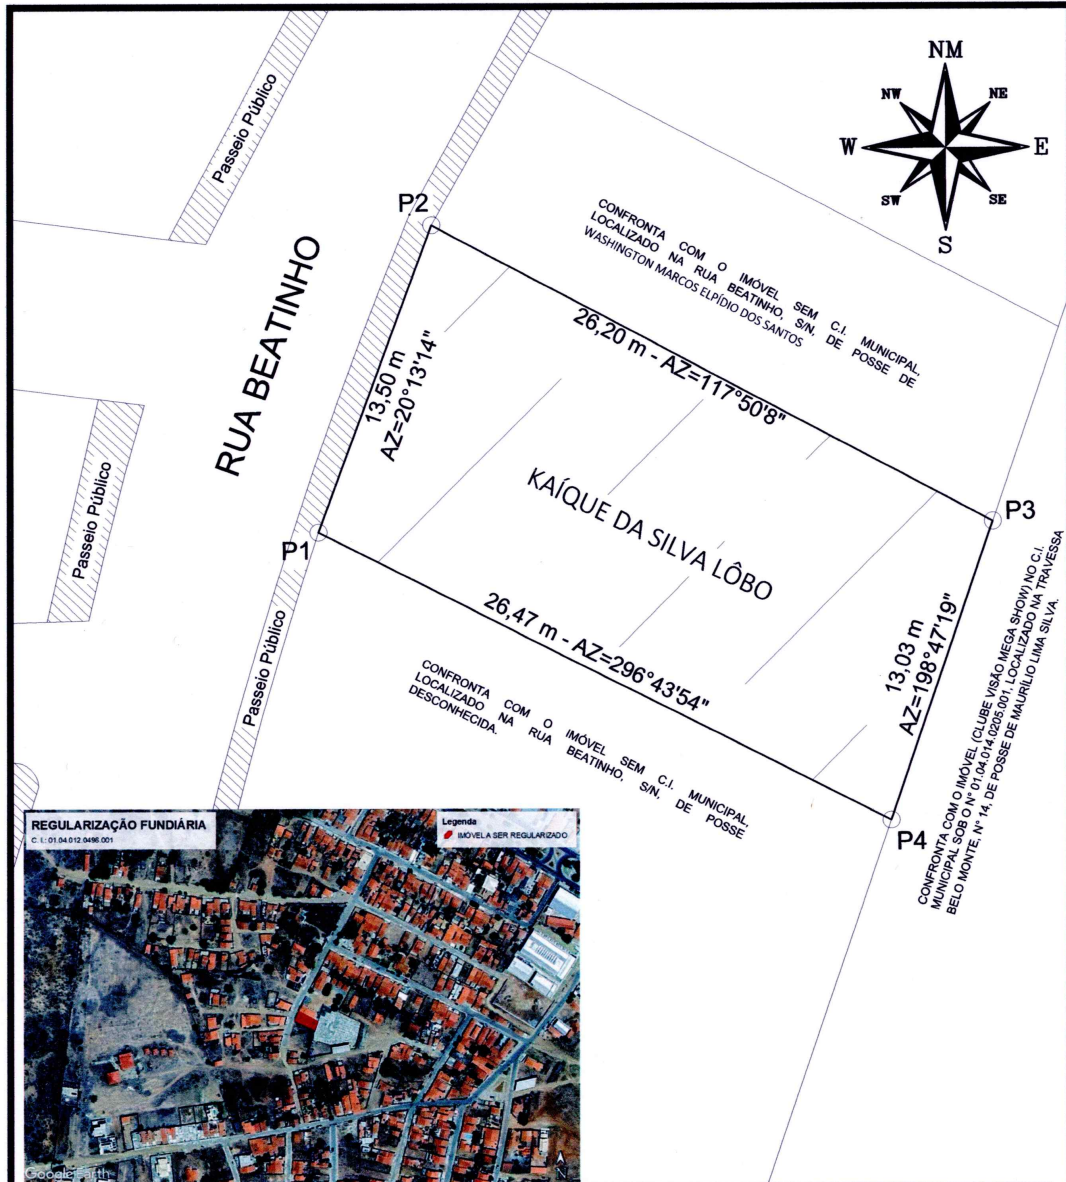 NM
NW
NE
W
E
SW
SE
S
Passeio Público
P2
RUA BEATINHO
CONFRONTA COM O IMÓVEL SEM C.I. MUNICIPAL,
LOCALIZADO NA RUA BEATINHO, S/N, DE POSSE DE
WASHINGTON MARCOS ELPÍDIO DOS SANTOS
26,20 m - AZ=117°50'8"
13,50 m
AZ=20°13'14"
Passeio Público
KAÍQUE DA SILVA LÔBO
P3
P1
26,47 m - AZ=296°43'54"
13,03 m
AZ=198°47'19"
Passeio Público
CONFRONTA COM O IMÓVEL SEM C.I. MUNICIPAL,
LOCALIZADO NA RUA BEATINHO, S/N, DE POSSE
DESCONHECIDA.
CONFRONTA COM O IMÓVEL (CLUBE VISÃO MEGA SHOW) NO C.I.
MUNICIPAL SOB O Nº 01.04.014.0205.001, LOCALIZADO NA TRAVESSA
BELO MONTE, Nº 14, DE POSSE DE MAURÍLIO LIMA SILVA.
P4
REGULARIZAÇÃO FUNDIÁRIA
C. I.: 01.04.012.0496.001
Legenda
IMÓVEL A SER REGULARIZADO
Google Earth
N